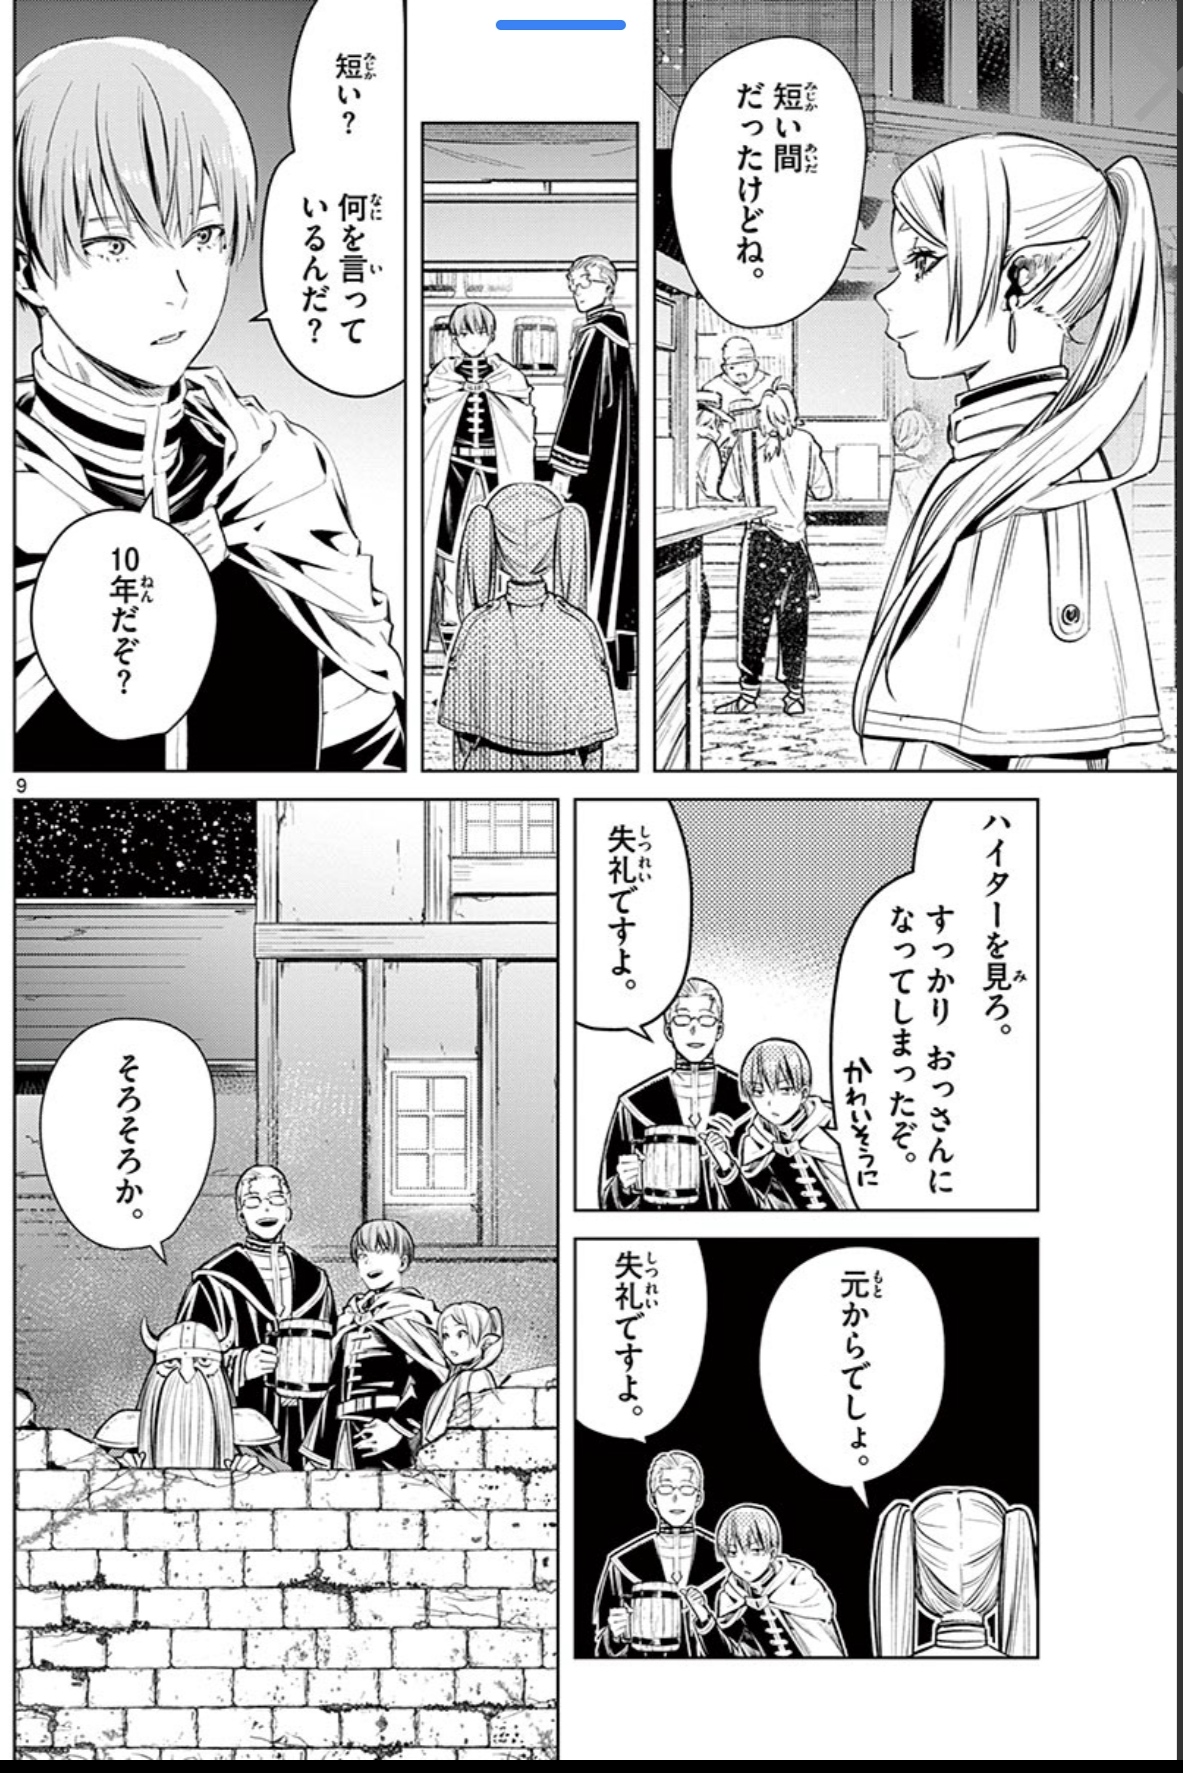 短い間
だったけどね。
短い？
何を言って
いるんだ？
10年だぞ？
9
ハイターを見ろ。
すっかり おっさんに
なってしまったぞ。
かわいそうに
失礼ですよ。
元からでしょ。
失礼ですよ。
そろそろか。